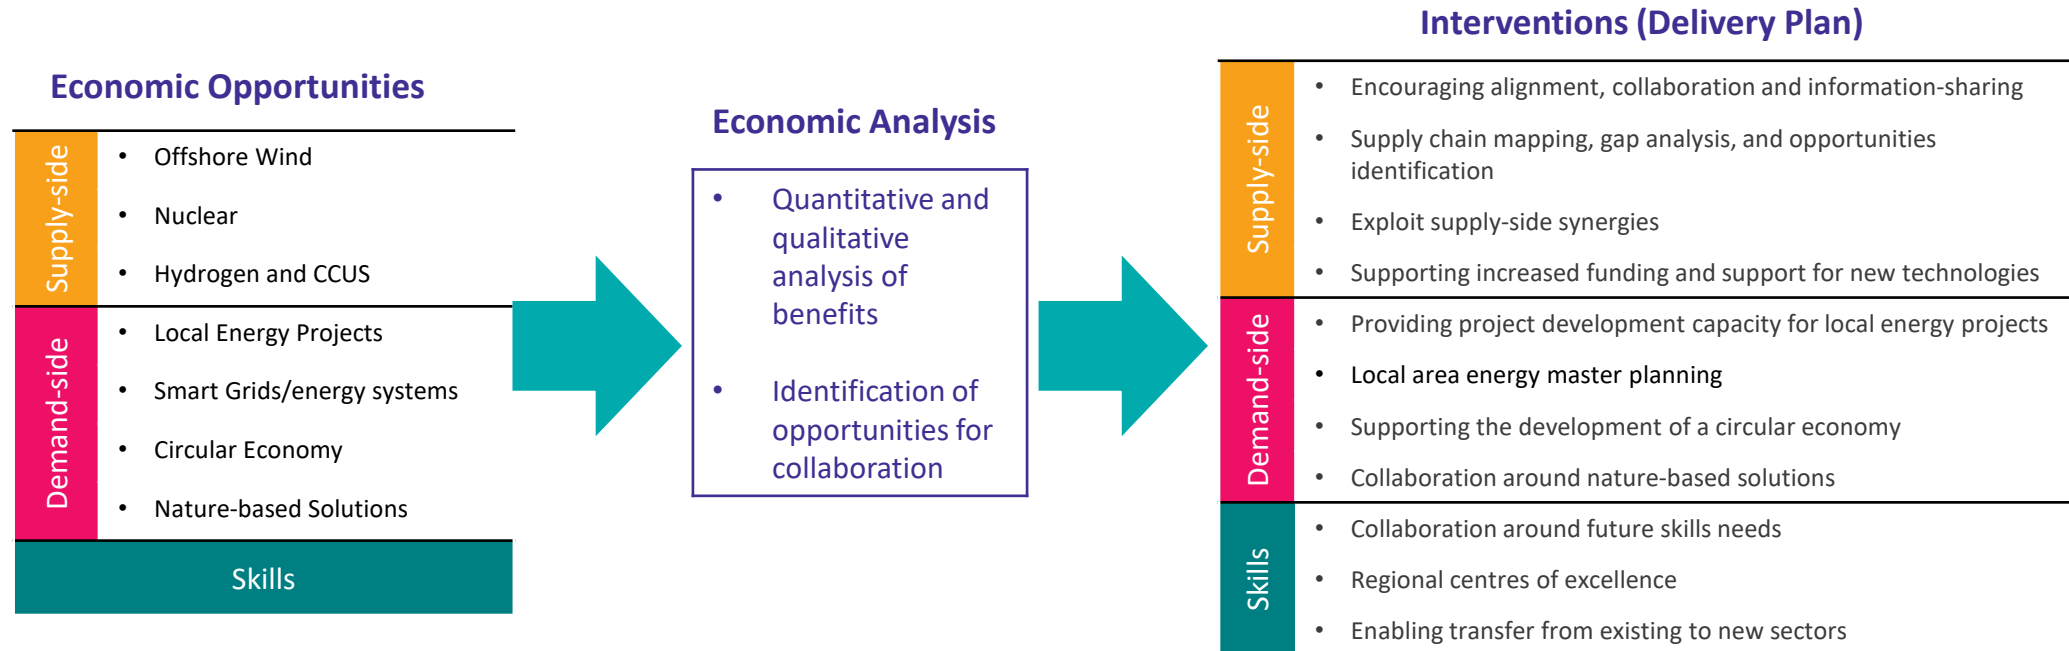 Economic Opportunities
Supply-side
• Offshore Wind
• Nuclear
• Hydrogen and CCUS
Demand-side
• Local Energy Projects
• Smart Grids/energy systems
• Circular Economy
• Nature-based Solutions
Skills
Economic Analysis
• Quantitative and
qualitative
analysis of
benefits
• Identification of
opportunities for
collaboration
Interventions (Delivery Plan)
Supply-side
• Encouraging alignment, collaboration and information-sharing
• Supply chain mapping, gap analysis, and opportunities
identification
• Exploit supply-side synergies
• Supporting increased funding and support for new technologies
Demand-side
• Providing project development capacity for local energy projects
• Local area energy master planning
• Supporting the development of a circular economy
• Collaboration around nature-based solutions
Skills
• Collaboration around future skills needs
• Regional centres of excellence
• Enabling transfer from existing to new sectors